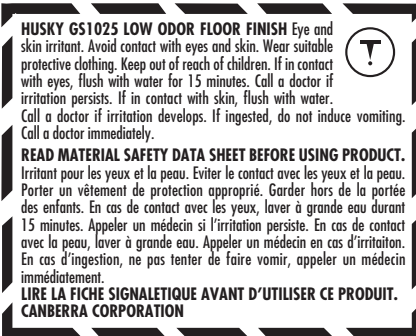 HUSKY GS1025 LOW ODOR FLOOR FINISH Eye and
skin irritant. Avoid contact with eyes and skin. Wear suitable
protective clothing. Keep out of reach of children. If in contact
with eyes, flush with water for 15 minutes. Call a doctor if
irritation persists. If in contact with skin, flush with water.
Call a doctor if irritation develops. If ingested, do not induce vomiting.
Call a doctor immediately.
READ MATERIAL SAFETY DATA SHEET BEFORE USING PRODUCT.
Irritant pour les yeux et la peau. Eviter le contact avec les yeux et la peau.
Porter un vêtement de protection approprié. Garder hors de la portée
des enfants. En cas de contact avec les yeux, laver à grande eau durant
15 minutes. Appeler un médecin si l'irritation persiste. En cas de contact
avec la peau, laver à grande eau. Appeler un médecin en cas d'irritaiton.
En cas d'ingestion, ne pas tenter de faire vomir, appeler un médecin
immédiatement.
LIRE LA FICHE SIGNALETIQUE AVANT D'UTILISER CE PRODUIT.
CANBERRA CORPORATION